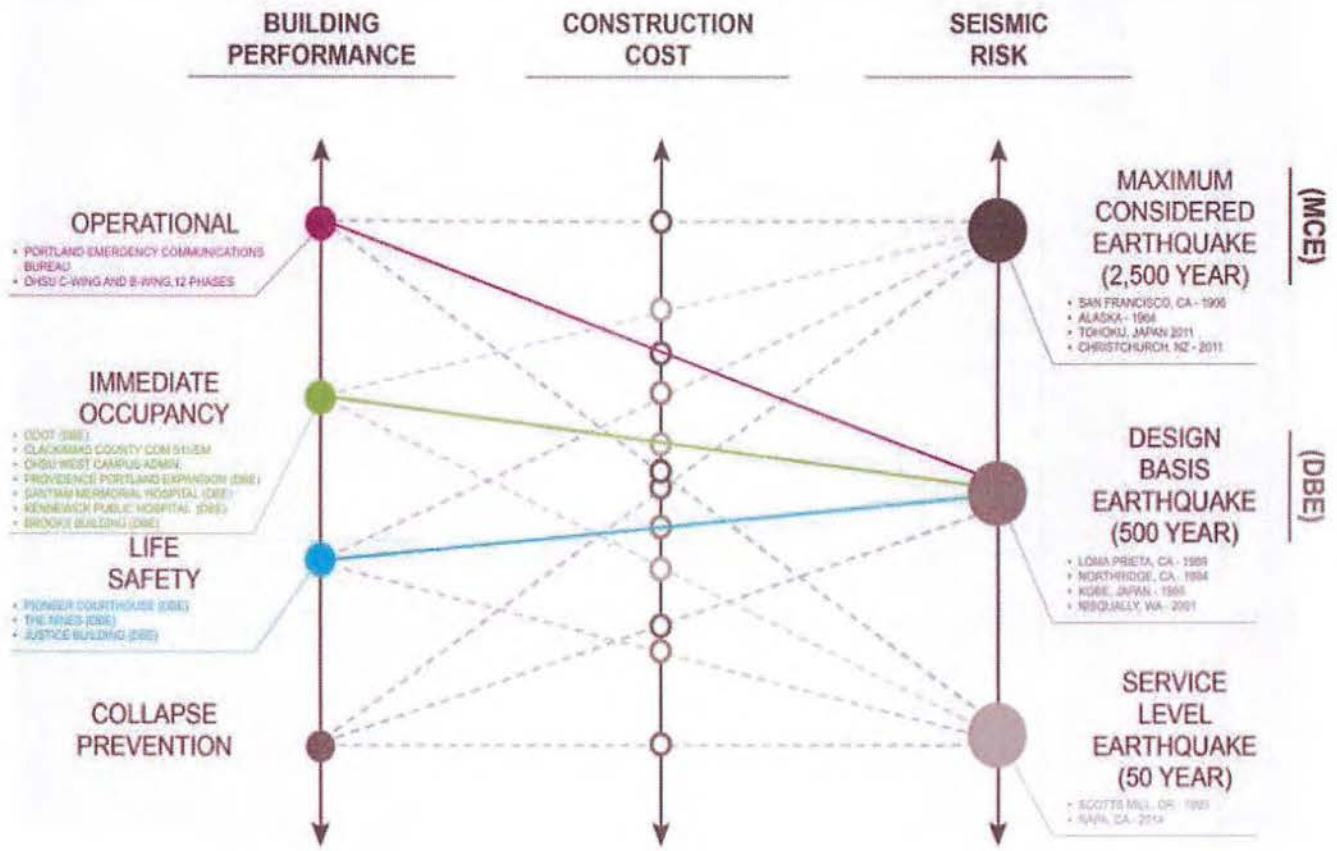 BUILDING
PERFORMANCE
CONSTRUCTION
COST
SEISMIC
RISK
OPERATIONAL
• PORTLAND EMERGENCY COMMUNICATIONS
BUREAU
• OHSU C-WING AND B-WING, 12 PHASES
IMMEDIATE
OCCUPANCY
• ODOT (DBE)
• CLACKAMAS COUNTY COM
• OHSU WEST CAMPUS ADMIN.
• PROVIDENCE PORTLAND EXPANSION (DBE)
• SANTIAM MERMORIAL HOSPITAL (DBE)
• KENNEWICK PUBLIC HOSPITAL (DBE)
• BROOKS BUILDING (DBE)
LIFE
SAFETY
• PIONEER COURTHOUSE (DBE)
• THE NINES (DBE)
• JUSTICE BUILDING (DBE)
COLLAPSE
PREVENTION
MAXIMUM
CONSIDERED
EARTHQUAKE
(2,500 YEAR)
(MCE)
• SAN FRANCISCO, CA - 1906
• ALASKA - 1964
• TOHOKU, JAPAN 2011
• CHRISTCHURCH, NZ - 2011
DESIGN
BASIS
EARTHQUAKE
(500 YEAR)
(DBE)
• LOMA PRIETA, CA - 1989
• NORTHRIDGE, CA - 1994
• KOBE, JAPAN - 1995
• NISQUALLY, WA - 2001
SERVICE
LEVEL
EARTHQUAKE
(50 YEAR)
• SCOTTS MILL, OR - 1993
• NAPA, CA - 2014